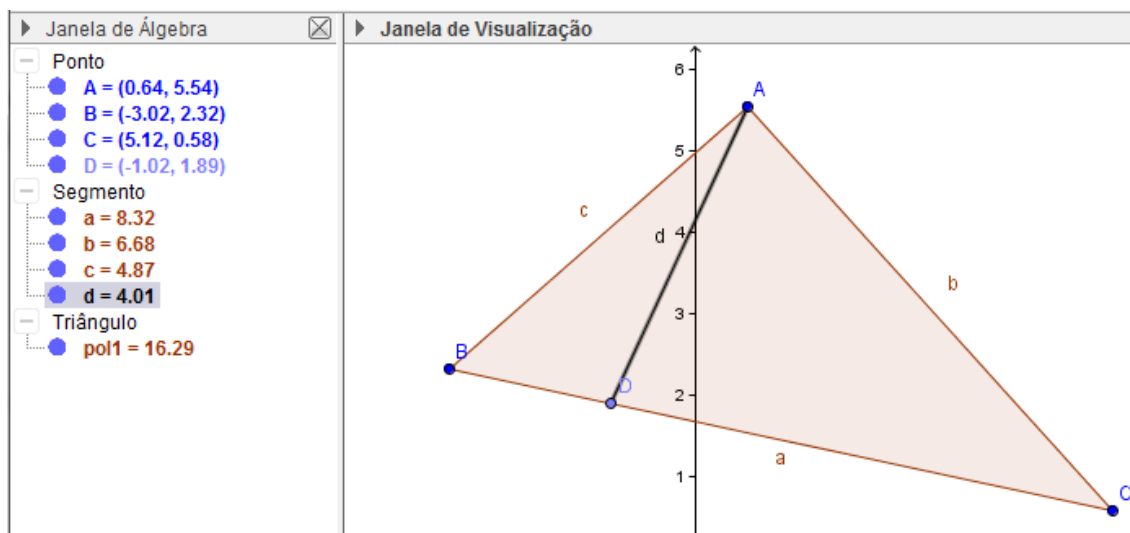 Janela de Álgebra
Ponto
A = (0.64, 5.54)
B = (-3.02, 2.32)
C = (5.12, 0.58)
D = (-1.02, 1.89)
Segmento
a = 8.32
b = 6.68
c = 4.87
d = 4.01
Triângulo
pol1 = 16.29
Janela de Visualização
6
A
5
c
d
4
b
3
B
D
2
a
1
C